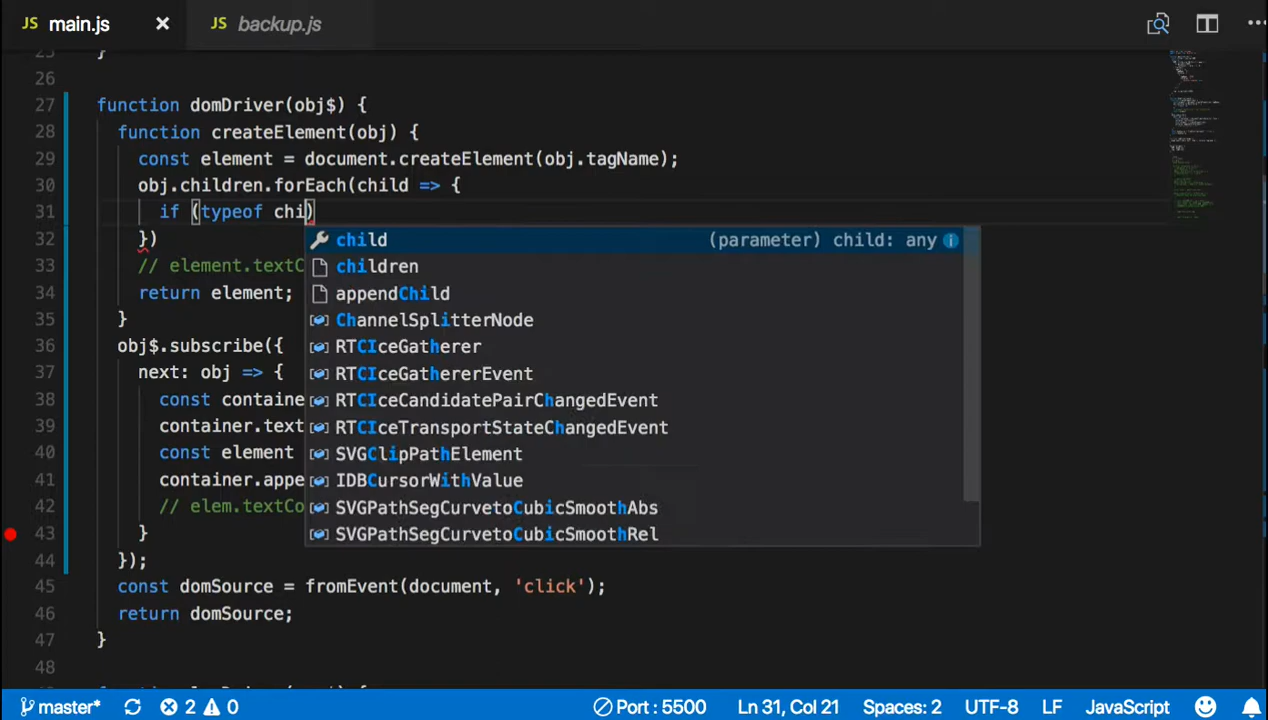 JS main.js × JS backup.js
25 }
26
27 function domDriver(obj$) {
28 function createElement(obj) {
29 const element = document.createElement(obj.tagName);
30 obj.children.forEach(child => {
31 if (typeof chi)
child (parameter) child: any
32 })
children
33 // element.textC
appendChild
34 return element;
ChannelSplitterNode
35 }
RTCIceGatherer
36 obj$.subscribe({
RTCIceGathererEvent
37 next: obj => {
RTCIceCandidatePairChangedEvent
38 const containe
RTCIceTransportStateChangedEvent
39 container.text
SVGClipPathElement
40 const element
IDBCursorWithValue
41 container.appe
SVGPathSegCurvetoCubicSmoothAbs
42 // elem.textCo
SVGPathSegCurvetoCubicSmoothRel
43 }
44 });
45 const domSource = fromEvent(document, 'click');
46 return domSource;
47 }
48
master* 2 0 Port : 5500 Ln 31, Col 21 Spaces: 2 UTF-8 LF JavaScript